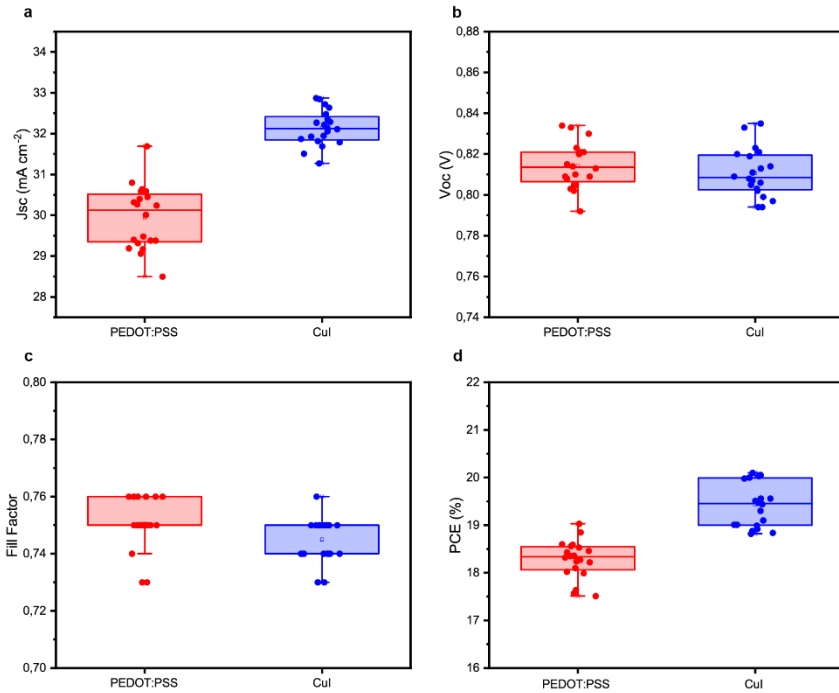 a
Jsc (mA cm⁻²)
34
33
32
31
30
29
28
PEDOT:PSS
CuI
b
Voc (V)
0,88
0,86
0,84
0,82
0,80
0,78
0,76
0,74
PEDOT:PSS
CuI
c
Fill Factor
0,80
0,78
0,76
0,74
0,72
0,70
PEDOT:PSS
CuI
d
PCE (%)
22
21
20
19
18
17
16
PEDOT:PSS
CuI